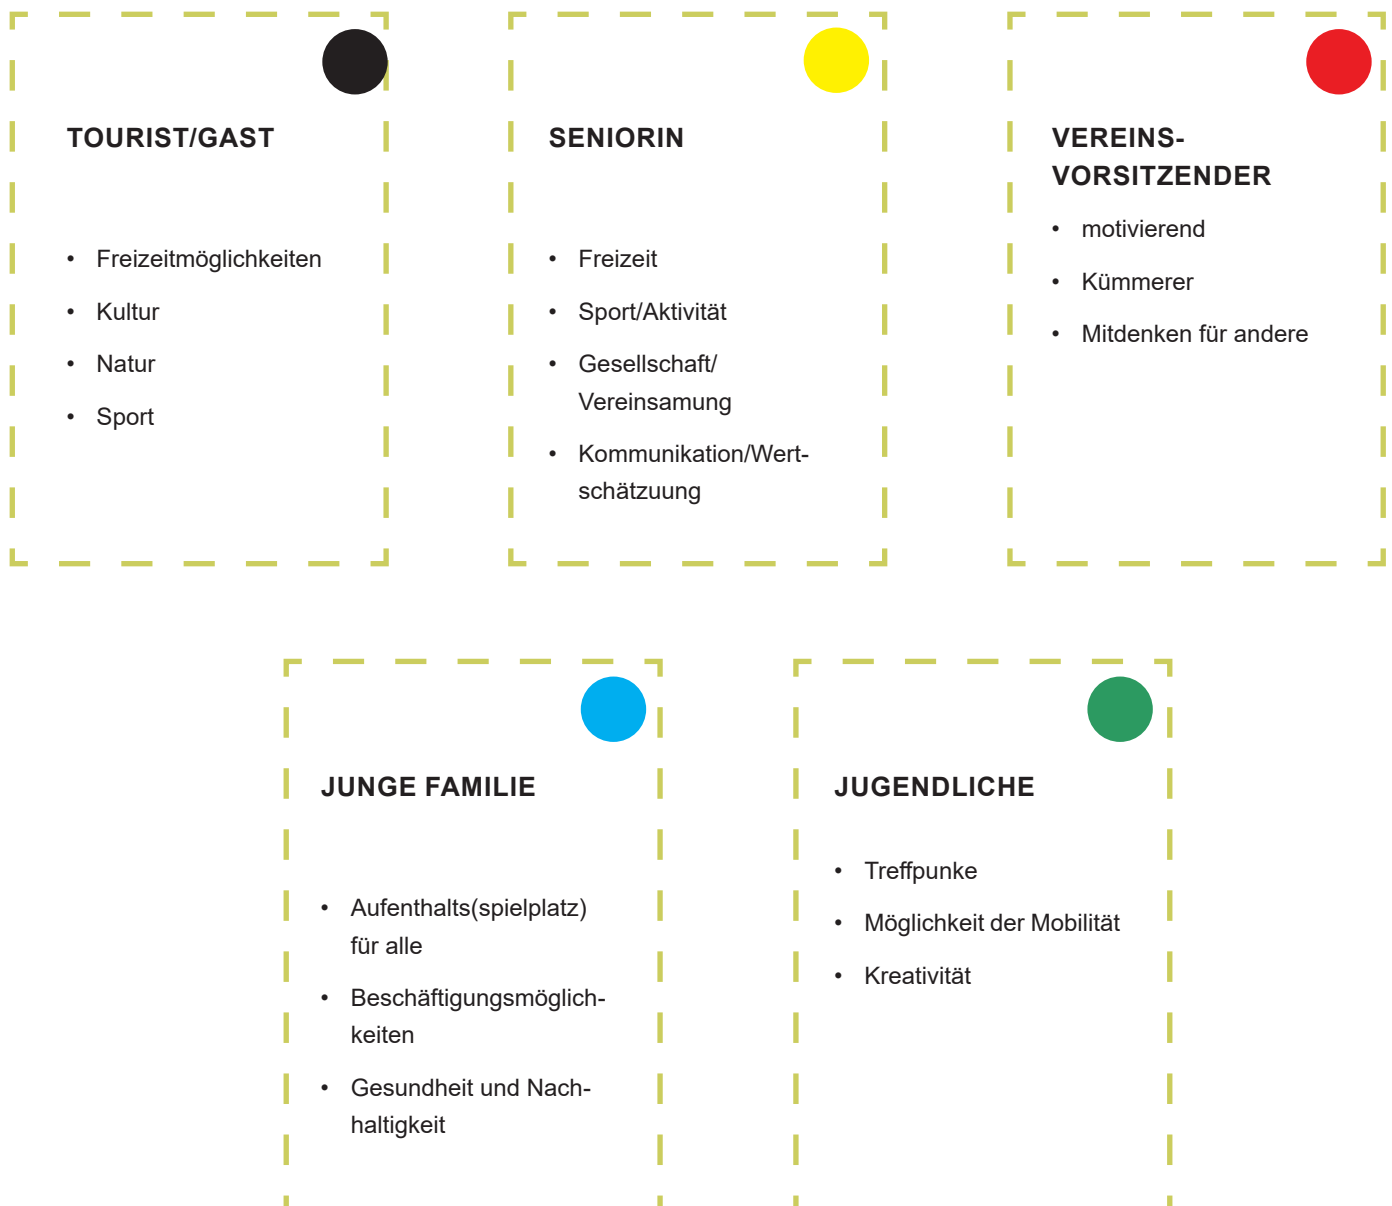 TOURIST/GAST
• Freizeitmöglichkeiten
• Kultur
• Natur
• Sport
SENIORIN
• Freizeit
• Sport/Aktivität
• Gesellschaft/
Vereinsamung
• Kommunikation/Wert-
schätzuung
VEREINS-
VORSITZENDER
• motivierend
• Kümmerer
• Mitdenken für andere
JUNGE FAMILIE
• Aufenthalts(spielplatz)
für alle
• Beschäftigungsmöglich-
keiten
• Gesundheit und Nach-
haltigkeit
JUGENDLICHE
• Treffpunke
• Möglichkeit der Mobilität
• Kreativität